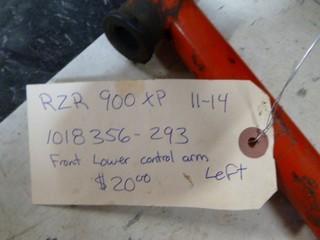 RZR 900 XP 11-14
1018356-293
Front Lower control arm
$20.00 Left